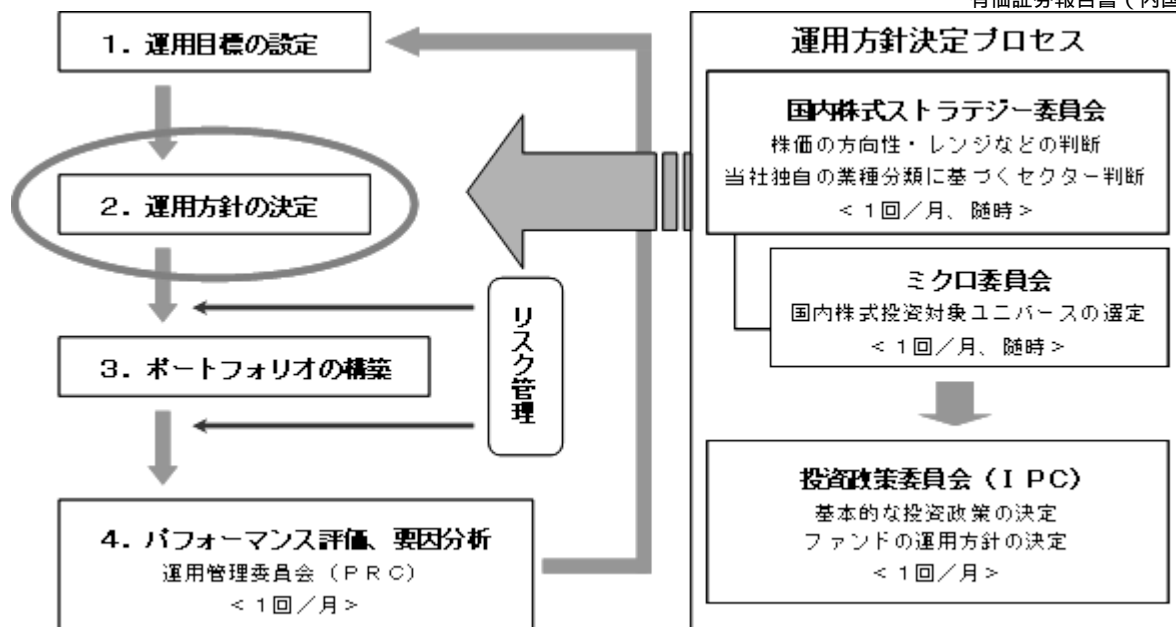 有価証券報告書（内国
1．運用目標の設定
2．運用方針の決定
3．ポートフォリオの構築
4．パフォーマンス評価、要因分析
運用管理委員会（ＰＲＣ）
＜１回／月＞
リスク管理
運用方針決定プロセス
国内株式ストラテジー委員会
株価の方向性・レンジなどの判断
当社独自の業種分類に基づくセクター判断
＜１回／月、随時＞
ミクロ委員会
国内株式投資対象ユニバースの選定
＜１回／月、随時＞
投資政策委員会（ＩＰＣ）
基本的な投資政策の決定
ファンドの運用方針の決定
＜１回／月＞